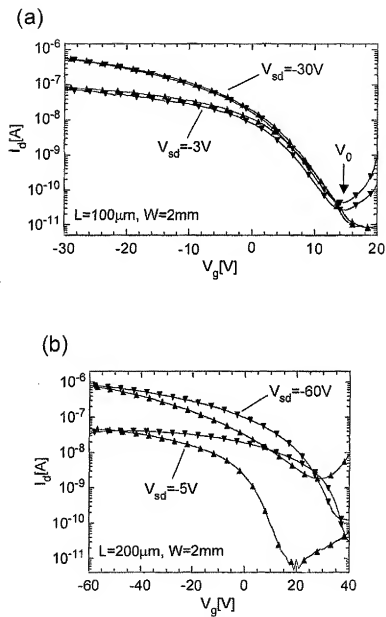 (a)
10⁻⁶
10⁻⁷
10⁻⁸
10⁻⁹
10⁻¹⁰
10⁻¹¹
I_d[A]
V_sd=-30V
V_sd=-3V
V_0
L=100μm, W=2mm
-30 -20 -10 0 10 20
V_g[V]
(b)
10⁻⁶
10⁻⁷
10⁻⁸
10⁻⁹
10⁻¹⁰
10⁻¹¹
I_d[A]
V_sd=-60V
V_sd=-5V
L=200μm, W=2mm
-60 -40 -20 0 20 40
V_g[V]